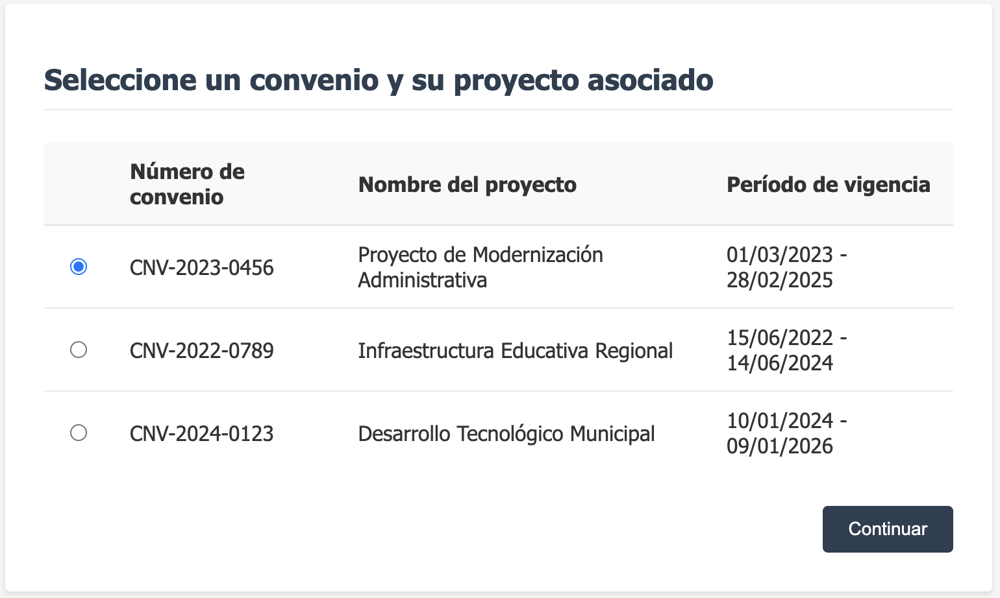 Seleccione un convenio y su proyecto asociado
Número de
convenio
Nombre del proyecto
Período de vigencia
CNV-2023-0456
Proyecto de Modernización
Administrativa
01/03/2023 -
28/02/2025
CNV-2022-0789
Infraestructura Educativa Regional
15/06/2022 -
14/06/2024
CNV-2024-0123
Desarrollo Tecnológico Municipal
10/01/2024 -
09/01/2026
Continuar